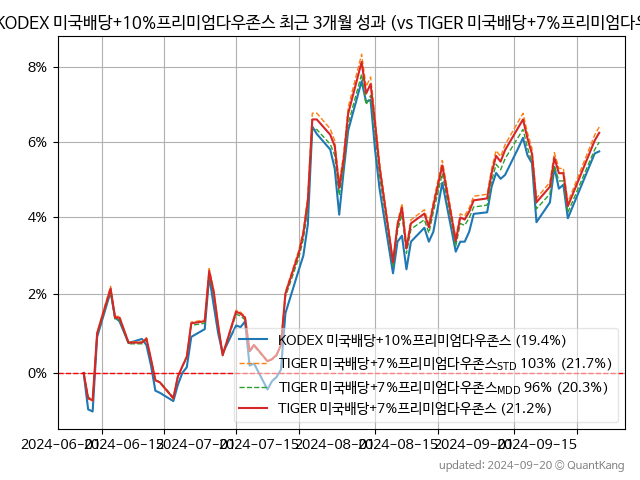 KODEX 미국배당+10%프리미엄다우존스 최근 3개월 성과 (vs TIGER 미국배당+7%프리미엄다우
8%
6%
4%
2%
0%
KODEX 미국배당+10%프리미엄다우존스 (19.4%)
TIGER 미국배당+7%프리미엄다우존스STD 103% (21.7%)
TIGER 미국배당+7%프리미엄다우존스MDD 96% (20.3%)
TIGER 미국배당+7%프리미엄다우존스 (21.2%)
2024-06-01 2024-06-15 2024-07-01 2024-07-15 2024-08-01 2024-08-15 2024-09-01 2024-09-15
updated: 2024-09-20 © QuantKang